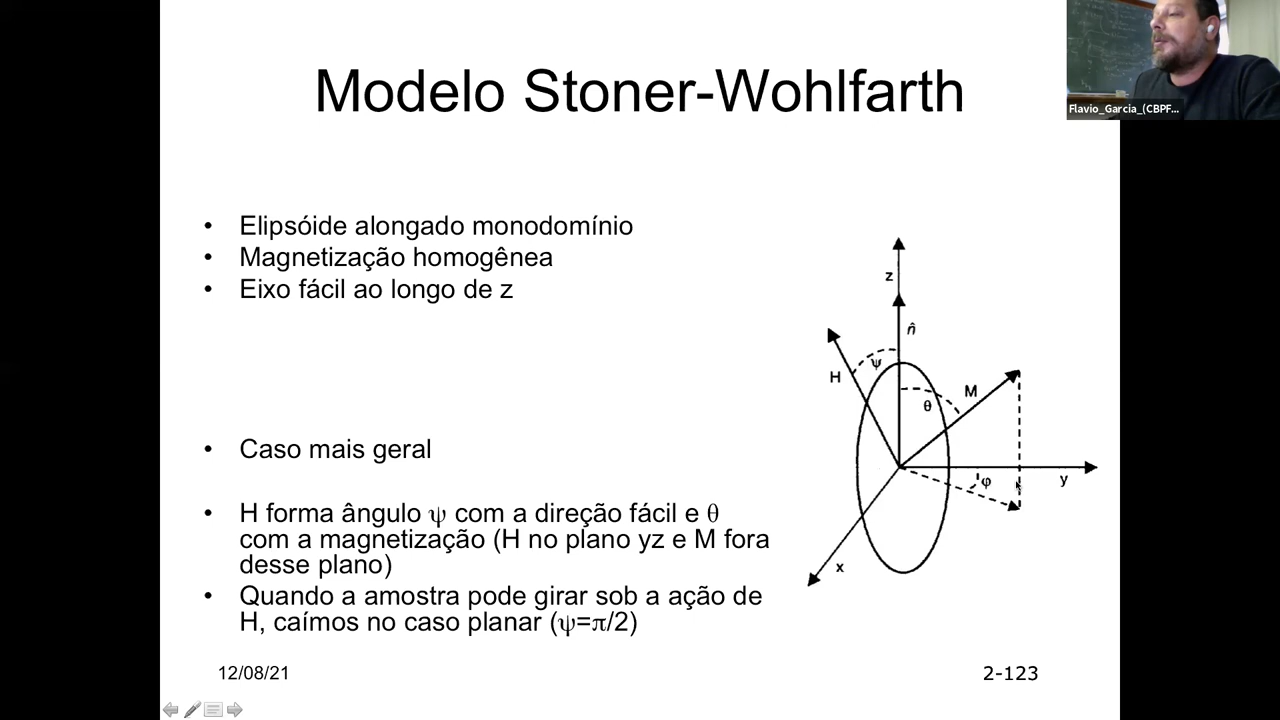 Modelo Stoner-Wohlfarth
Flavio_Garcia_(CBPF...
• Elipsóide alongado monodomínio
• Magnetização homogênea
• Eixo fácil ao longo de z
• Caso mais geral
• H forma ângulo ψ com a direção fácil e θ
com a magnetização (H no plano yz e M fora
desse plano)
• Quando a amostra pode girar sob a ação de
H, caímos no caso planar (ψ=π/2)
z
n̂
ψ
H
M
θ
φ
y
x
12/08/21
2-123